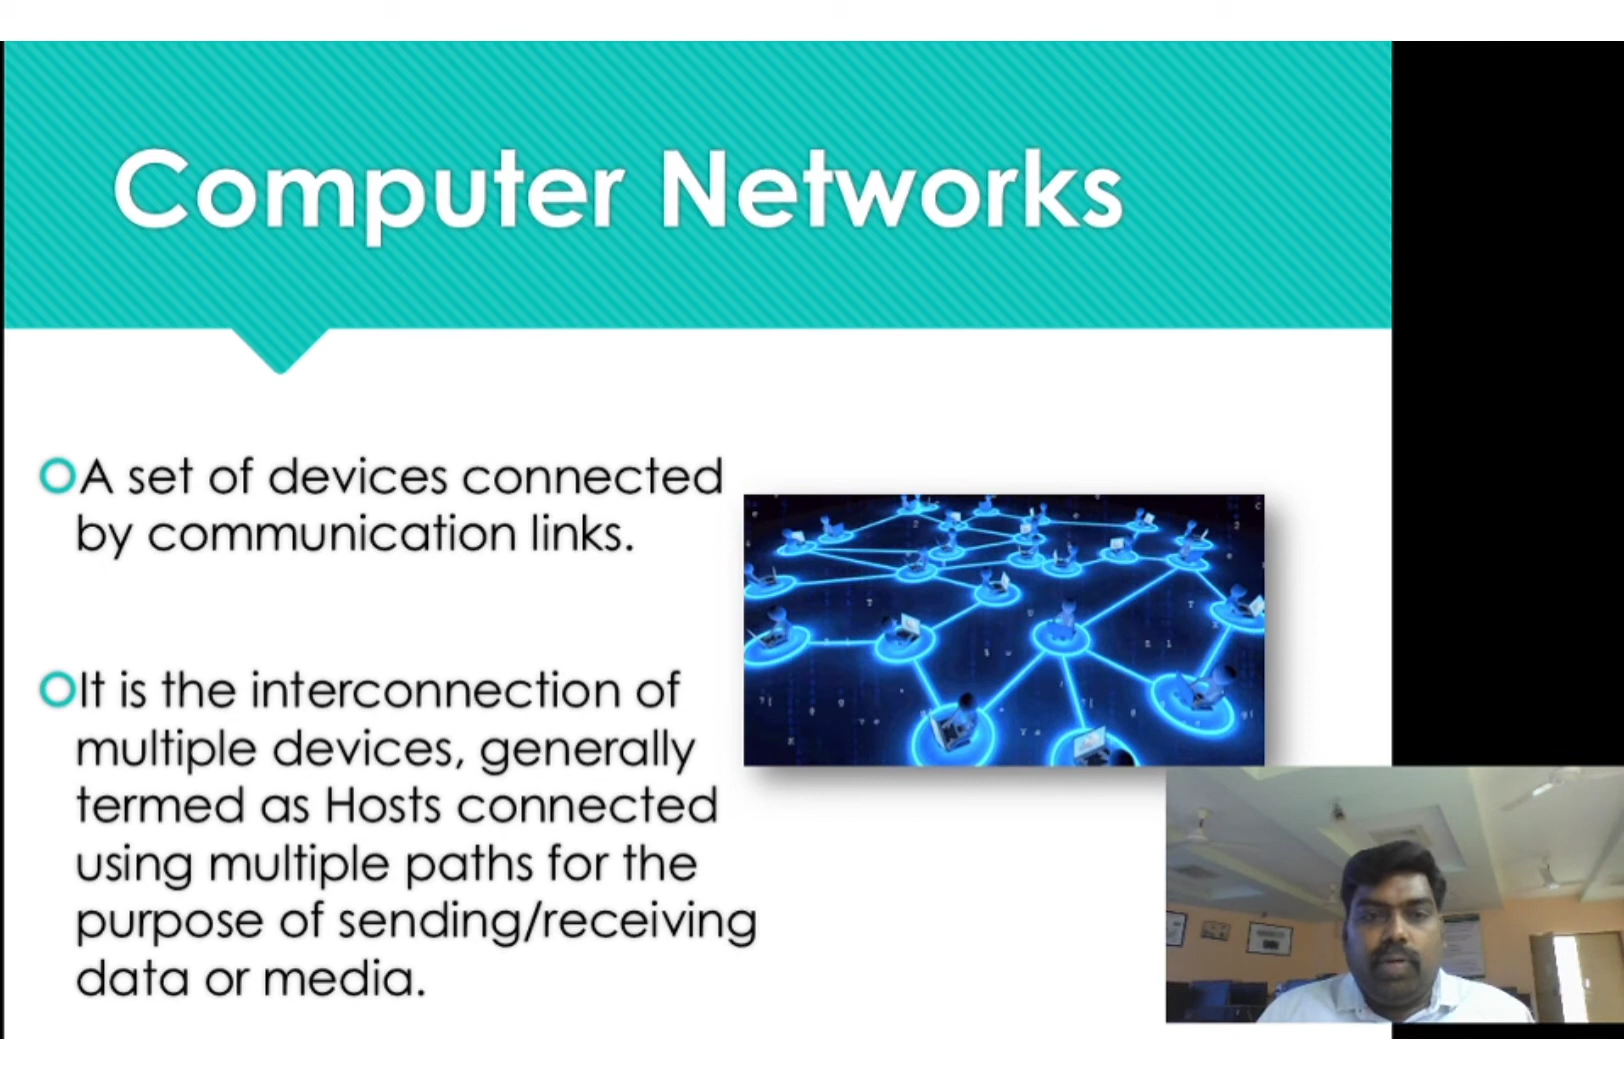 Computer Networks
A set of devices connected
by communication links.
It is the interconnection of
multiple devices, generally
termed as Hosts connected
using multiple paths for the
purpose of sending/receiving
data or media.